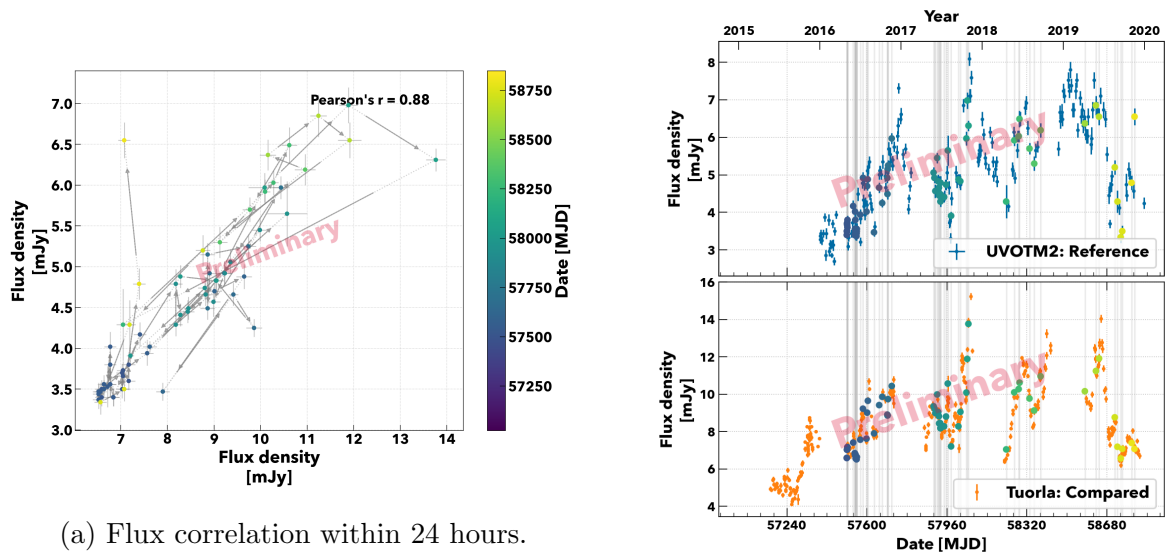 7.0
6.5
6.0
5.5
5.0
4.5
4.0
3.5
3.0
Flux density
[mJy]
Pearson's r = 0.88
Preliminary
7
8
9
10
11
12
13
14
Flux density
[mJy]
58750
58500
58250
58000
57750
57500
57250
Date [MJD]
(a) Flux correlation within 24 hours.
Year
2015
2016
2017
2018
2019
2020
8
7
6
5
4
3
Flux density
[mJy]
Preliminary
UVOTM2: Reference
16
14
12
10
8
6
4
Flux density
[mJy]
Preliminary
Tuorla: Compared
57240
57600
57960
58320
58680
Date [MJD]